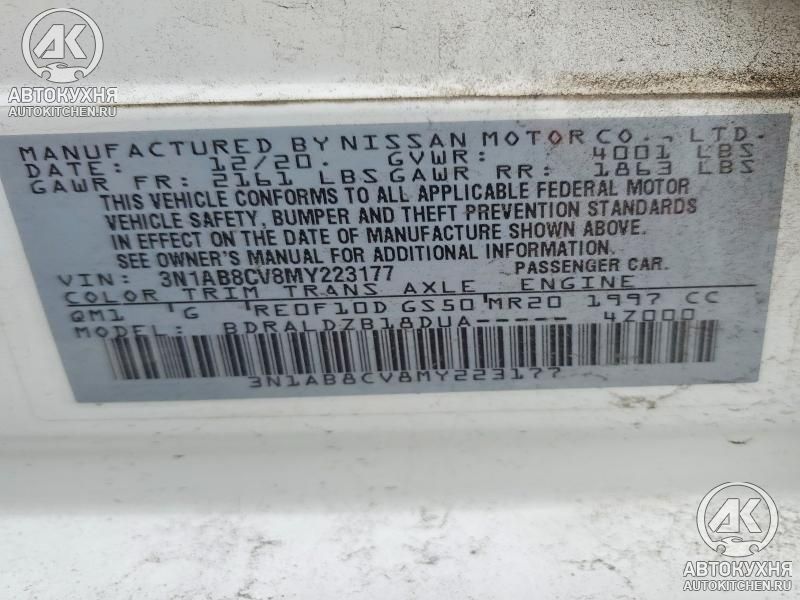 АК
АВТОКУХНЯ
AUTOKITCHEN.RU
MANUFACTURED BY NISSAN MOTOR CO., LTD.
DATE: 12/20. GVWR: 4001 LBS
GAWR FR: 2161 LBS GAWR RR: 1863 LBS
THIS VEHICLE CONFORMS TO ALL APPLICABLE FEDERAL MOTOR
VEHICLE SAFETY, BUMPER AND THEFT PREVENTION STANDARDS
IN EFFECT ON THE DATE OF MANUFACTURE SHOWN ABOVE.
SEE OWNER'S MANUAL FOR ADDITIONAL INFORMATION.
VIN: 3N1AB8CV8MY223177 PASSENGER CAR.
COLOR TRIM TRANS AXLE ENGINE
QM1 G RE0F10D GS50 MR20 1997 CC
MODEL: BDRALDZB18DUA----- 4Z000
3N1AB8CV8MY223177
АК
АВТОКУХНЯ
AUTOKITCHEN.RU